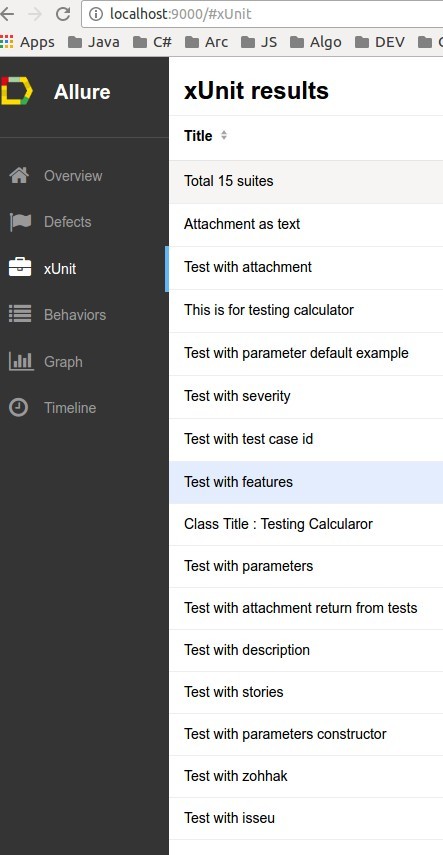 localhost:9000/#xUnit
Apps Java C# Arc JS Algo DEV
Allure
Overview
Defects
xUnit
Behaviors
Graph
Timeline
xUnit results
Title
Total 15 suites
Attachment as text
Test with attachment
This is for testing calculator
Test with parameter default example
Test with severity
Test with test case id
Test with features
Class Title : Testing Calcularor
Test with parameters
Test with attachment return from tests
Test with description
Test with stories
Test with parameters constructor
Test with zohhak
Test with isseu